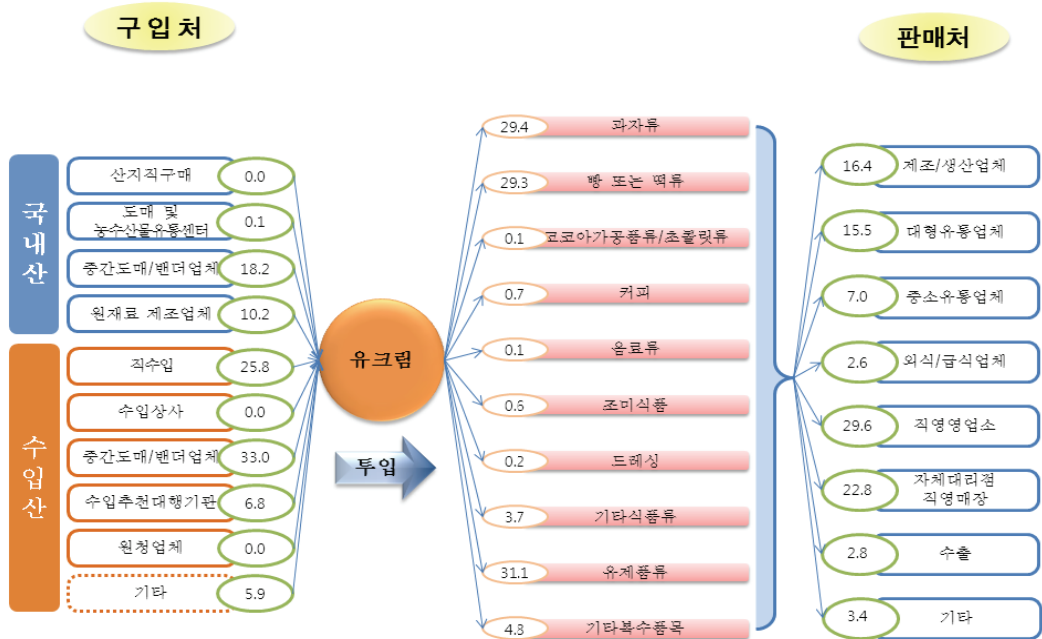 구입처
판매처
국내산
산지직구매 0.0
도매 및
농수산물유통센터 0.1
중간도매/밴더업체 18.2
원재료 제조업체 10.2
수입산
직수입 25.8
수입상사 0.0
중간도매/밴더업체 33.0
수입추천대행기관 6.8
원청업체 0.0
기타 5.9
유크림
투입
29.4 과자류
29.3 빵 또는 떡류
0.1 코코아가공품류/초콜릿류
0.7 커피
0.1 음료류
0.6 조미식품
0.2 드레싱
3.7 기타식품류
31.1 유제품류
4.8 기타복수품목
16.4 제조/생산업체
15.5 대형유통업체
7.0 중소유통업체
2.6 외식/급식업체
29.6 직영영업소
22.8 자체대리점
직영매장
2.8 수출
3.4 기타